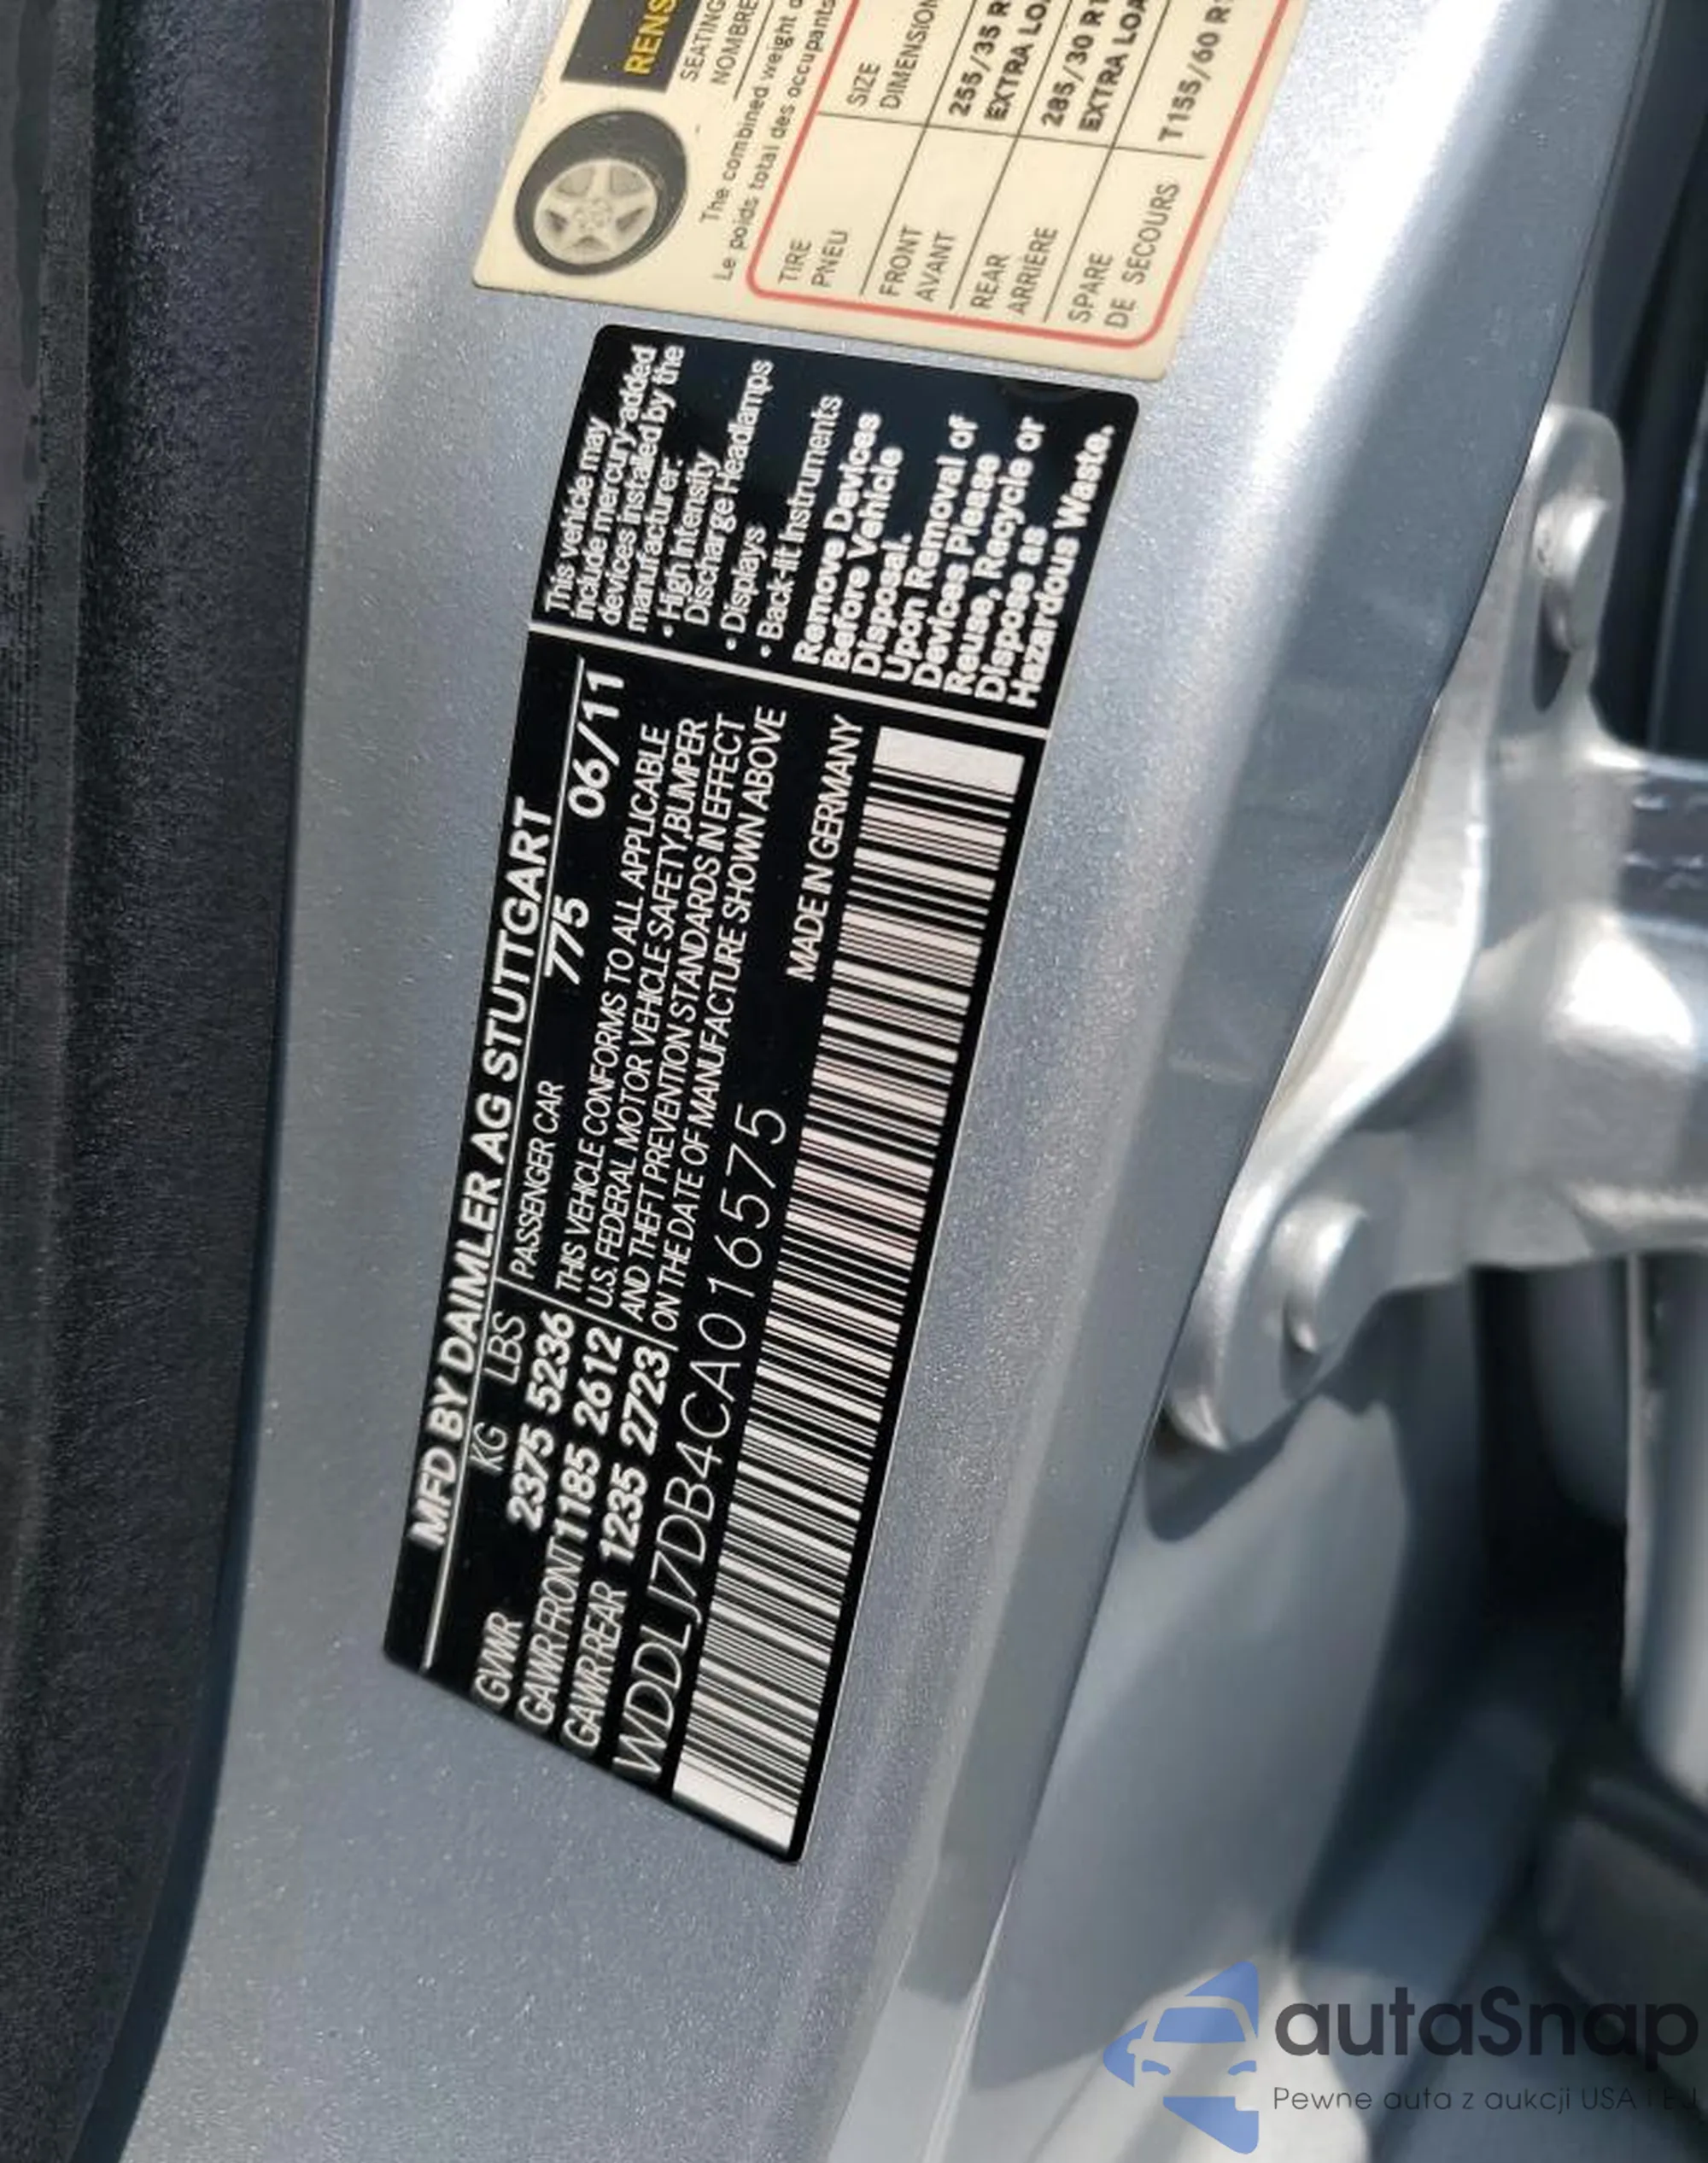 MFD BY DAIMLER AG STUTTGART
KG LBS PASSENGER CAR 775 06/11
GVWR 2375 5236
GAWR FRONT 1185 2612
GAWR REAR 1235 2723
THIS VEHICLE CONFORMS TO ALL APPLICABLE
U.S. FEDERAL MOTOR VEHICLE SAFETY, BUMPER
AND THEFT PREVENTION STANDARDS IN EFFECT
ON THE DATE OF MANUFACTURE SHOWN ABOVE
WDDLJ7DB4CA016575
MADE IN GERMANY
This vehicle may
include mercury-added
devices installed by the
manufacturer:
• High Intensity
Discharge Headlamps
• Displays
• Back-lit Instruments
Remove Devices
Before Vehicle
Disposal.
Upon Removal of
Devices Please
Reuse, Recycle or
Dispose as
Hazardous Waste.
RENS
SEATING
NOMBRE
The combined weight
Le poids total des occupants
TIRE SIZE
PNEU DIMENSION
FRONT 255/35 R
AVANT EXTRA LOA
REAR 285/30 R1
ARRIÈRE EXTRA LOA
SPARE T155/60 R
DE SECOURS
autaSnap
Pewne auta z aukcji USA i EU